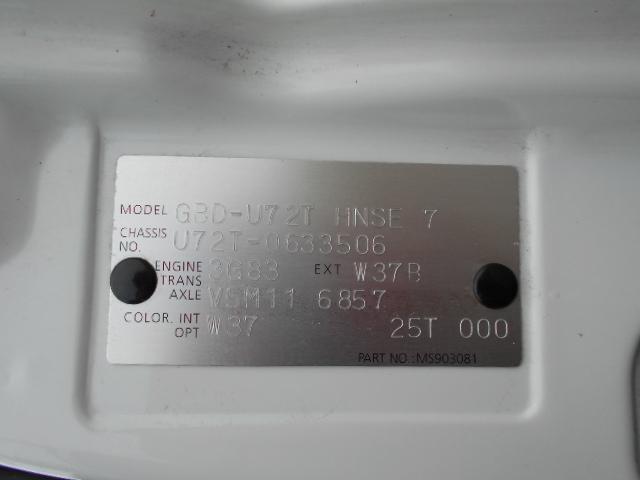 MODEL GBD-U72T HNSE 7
CHASSIS NO. U72T-0633506
ENGINE 3G83 EXT W37B
TRANS AXLE V5M11 6857
COLOR. INT OPT W37 25T 000
PART NO.:MS903081